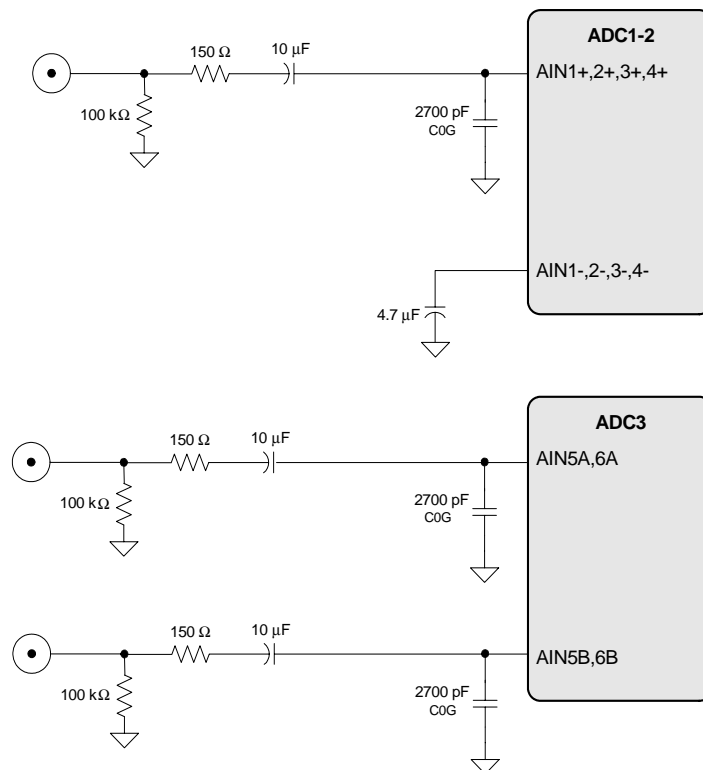 ADC1-2
150 Ω
10 µF
AIN1+,2+,3+,4+
100 kΩ
2700 pF
C0G
AIN1-,2-,3-,4-
4.7 µF
ADC3
150 Ω
10 µF
AIN5A,6A
100 kΩ
2700 pF
C0G
150 Ω
10 µF
AIN5B,6B
100 kΩ
2700 pF
C0G